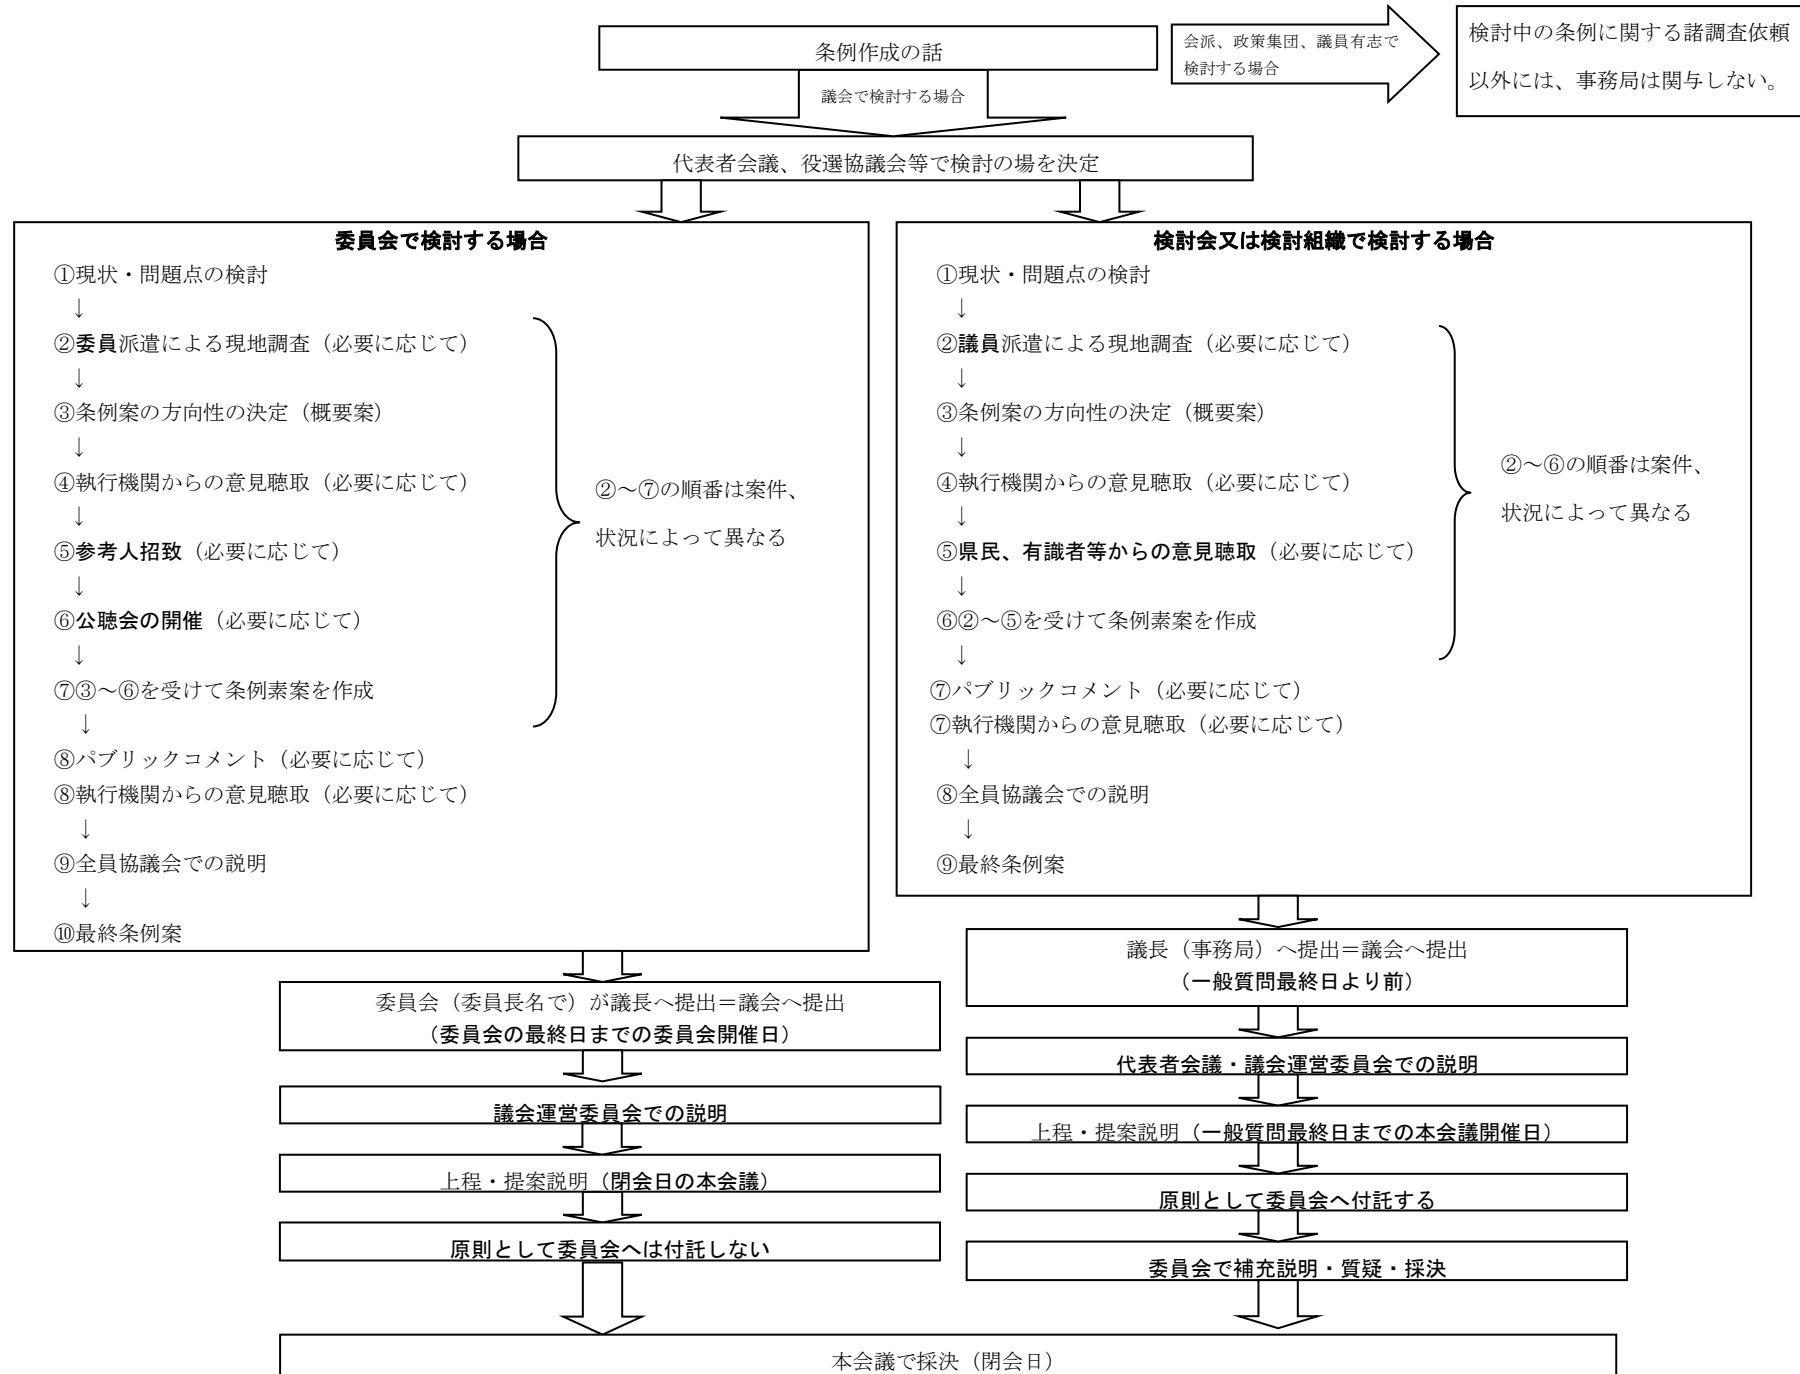 条例作成の話
会派、政策集団、議員有志で
検討する場合
検討中の条例に関する諸調査依頼
以外には、事務局は関与しない。
議会で検討する場合
代表者会議、役選協議会等で検討の場を決定
委員会で検討する場合
①現状・問題点の検討
↓
②委員派遣による現地調査（必要に応じて）
↓
③条例案の方向性の決定（概要案）
↓
④執行機関からの意見聴取（必要に応じて）
↓
⑤参考人招致（必要に応じて）
↓
⑥公聴会の開催（必要に応じて）
↓
⑦③～⑥を受けて条例素案を作成
↓
⑧パブリックコメント（必要に応じて）
⑧執行機関からの意見聴取（必要に応じて）
↓
⑨全員協議会での説明
↓
⑩最終条例案
②～⑦の順番は案件、
状況によって異なる
検討会又は検討組織で検討する場合
①現状・問題点の検討
↓
②議員派遣による現地調査（必要に応じて）
↓
③条例案の方向性の決定（概要案）
↓
④執行機関からの意見聴取（必要に応じて）
↓
⑤県民、有識者等からの意見聴取（必要に応じて）
↓
⑥②～⑤を受けて条例素案を作成
↓
⑦パブリックコメント（必要に応じて）
⑦執行機関からの意見聴取（必要に応じて）
↓
⑧全員協議会での説明
↓
⑨最終条例案
②～⑥の順番は案件、
状況によって異なる
委員会（委員長名で）が議長へ提出＝議会へ提出
（委員会の最終日までの委員会開催日）
議会運営委員会での説明
上程・提案説明（閉会日の本会議）
原則として委員会へは付託しない
議長（事務局）へ提出＝議会へ提出
（一般質問最終日より前）
代表者会議・議会運営委員会での説明
上程・提案説明（一般質問最終日までの本会議開催日）
原則として委員会へ付託する
委員会で補充説明・質疑・採決
本会議で採決（閉会日）